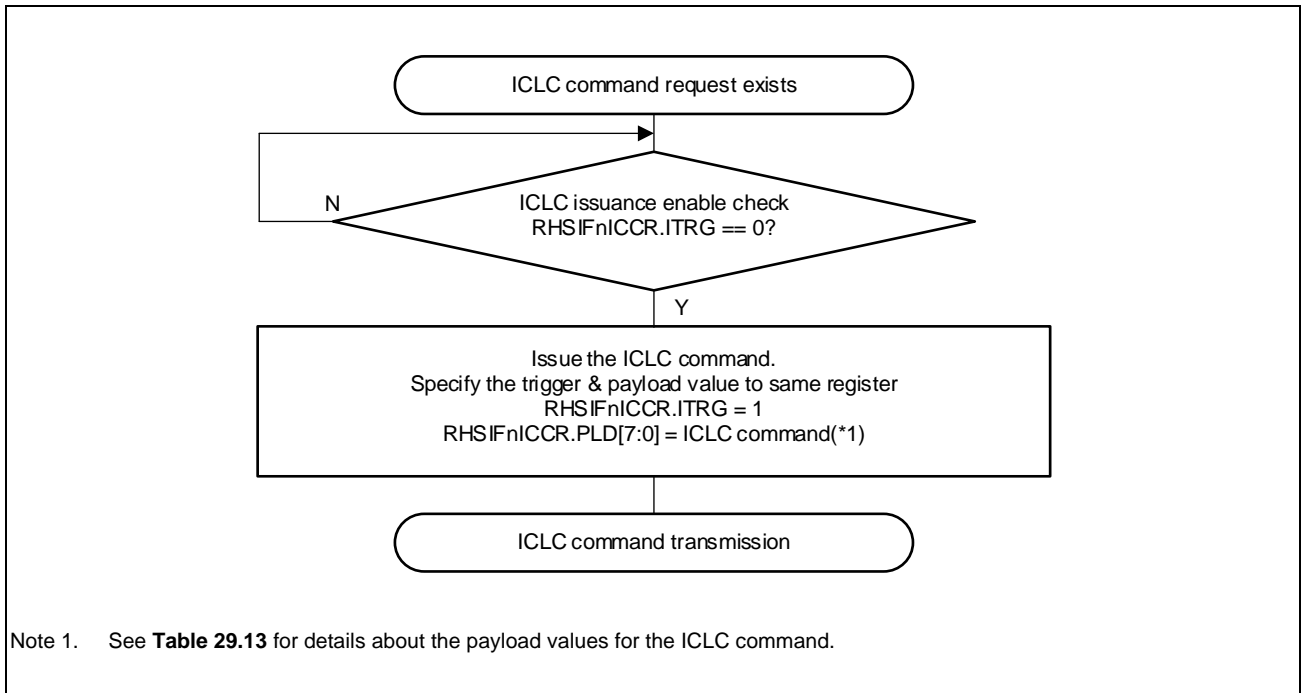 ICLC command request exists
N
ICLC issuance enable check
RHSIFnICCR.ITRG == 0?
Y
Issue the ICLC command.
Specify the trigger & payload value to same register
RHSIFnICCR.ITRG = 1
RHSIFnICCR.PLD[7:0] = ICLC command(*1)
ICLC command transmission
Note 1. See Table 29.13 for details about the payload values for the ICLC command.